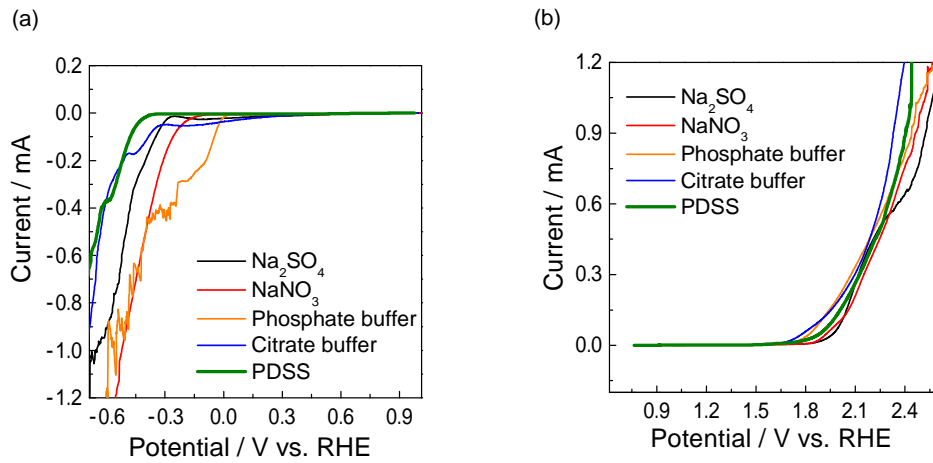 (a)
0.2
0.0
-0.2
-0.4
-0.6
-0.8
-1.0
-1.2
Current / mA
Na₂SO₄
NaNO₃
Phosphate buffer
Citrate buffer
PDSS
-0.6 -0.3 0.0 0.3 0.6 0.9
Potential / V vs. RHE
(b)
1.2
0.9
0.6
0.3
0.0
Current / mA
Na₂SO₄
NaNO₃
Phosphate buffer
Citrate buffer
PDSS
0.9 1.2 1.5 1.8 2.1 2.4
Potential / V vs. RHE